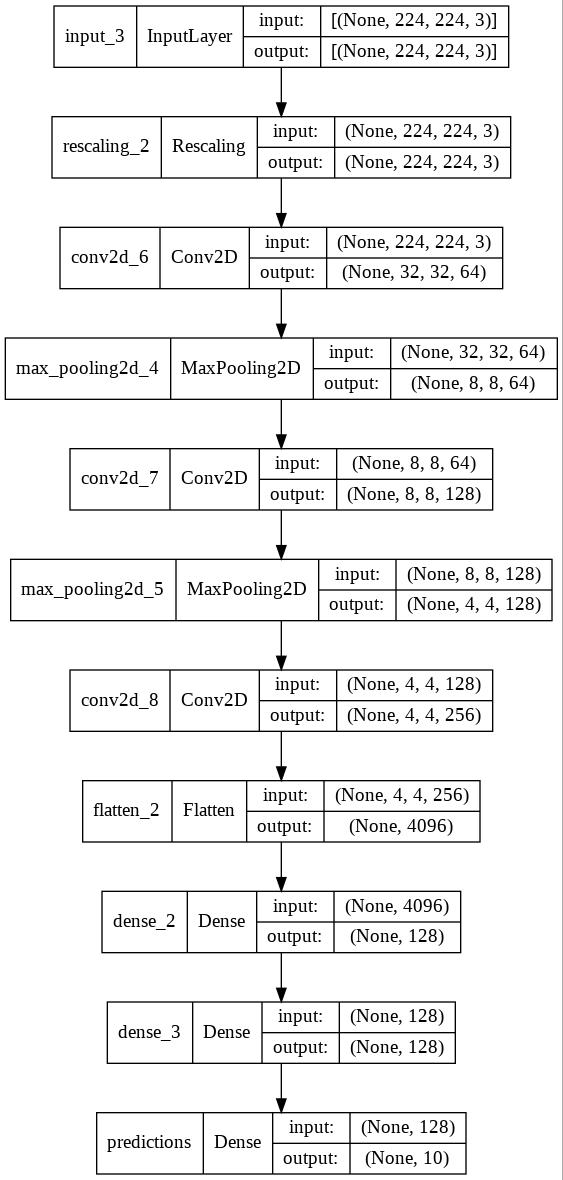 input_3 InputLayer input: [(None, 224, 224, 3)]
output: [(None, 224, 224, 3)]
rescaling_2 Rescaling input: (None, 224, 224, 3)
output: (None, 224, 224, 3)
conv2d_6 Conv2D input: (None, 224, 224, 3)
output: (None, 32, 32, 64)
max_pooling2d_4 MaxPooling2D input: (None, 32, 32, 64)
output: (None, 8, 8, 64)
conv2d_7 Conv2D input: (None, 8, 8, 64)
output: (None, 8, 8, 128)
max_pooling2d_5 MaxPooling2D input: (None, 8, 8, 128)
output: (None, 4, 4, 128)
conv2d_8 Conv2D input: (None, 4, 4, 128)
output: (None, 4, 4, 256)
flatten_2 Flatten input: (None, 4, 4, 256)
output: (None, 4096)
dense_2 Dense input: (None, 4096)
output: (None, 128)
dense_3 Dense input: (None, 128)
output: (None, 128)
predictions Dense input: (None, 128)
output: (None, 10)